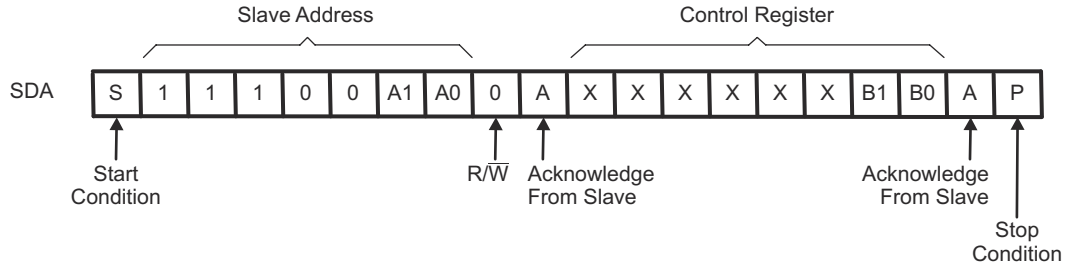 Slave Address Control Register
SDA S 1 1 1 0 0 A1 A0 0 A X X X X X X B1 B0 A P
Start Condition
R/W̅
Acknowledge From Slave
Acknowledge From Slave
Stop Condition